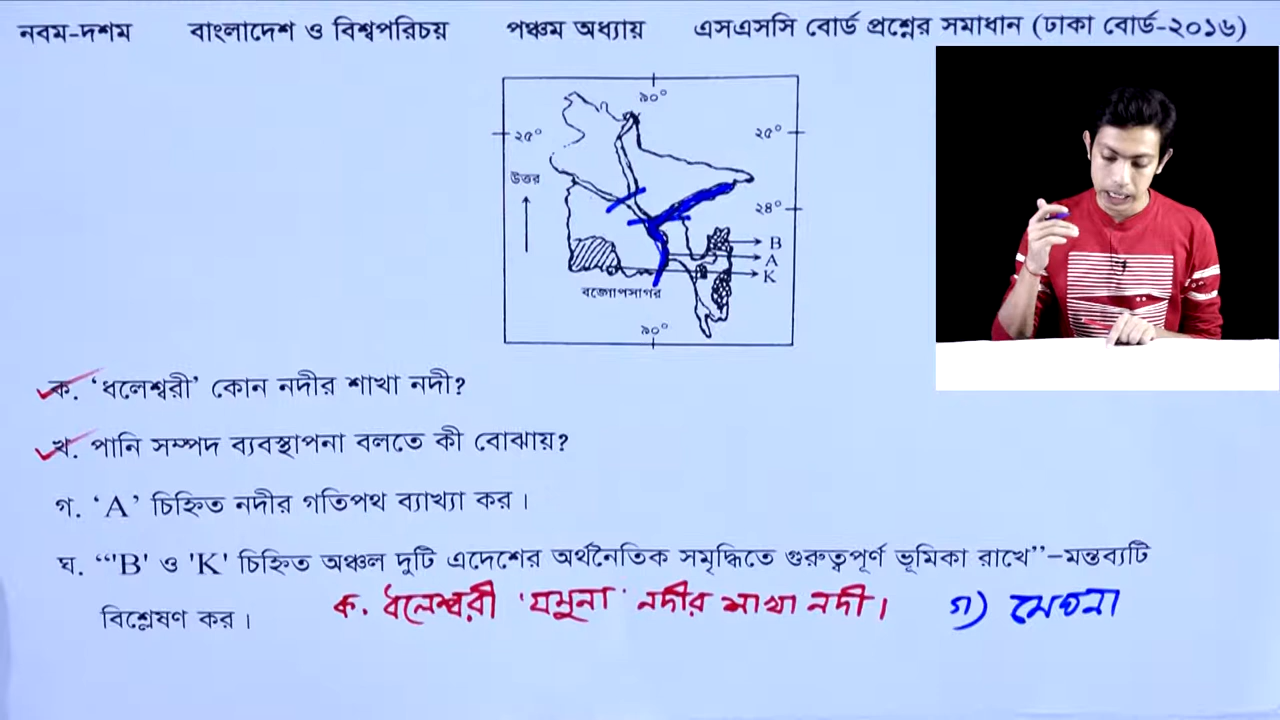 নবম-দশম বাংলাদেশ ও বিশ্বপরিচয় পঞ্চম অধ্যায় এসএসসি বোর্ড প্রশ্নের সমাধান (ঢাকা বোর্ড-২০১৬)
৯০°
২৫° ২৫°
উত্তর
২৪°
B
A
K
বঙ্গোপসাগর
৯০°
ক. ‘ধলেশ্বরী’ কোন নদীর শাখা নদী?
খ. পানি সম্পদ ব্যবস্থাপনা বলতে কী বোঝায়?
গ. ‘A’ চিহ্নিত নদীর গতিপথ ব্যাখ্যা কর।
ঘ. “'B' ও 'K' চিহ্নিত অঞ্চল দুটি এদেশের অর্থনৈতিক সমৃদ্ধিতে গুরুত্বপূর্ণ ভূমিকা রাখে”–মন্তব্যটি
বিশ্লেষণ কর।
ক. ধলেশ্বরী 'যমুনা' নদীর শাখা নদী। গ) মেঘনা